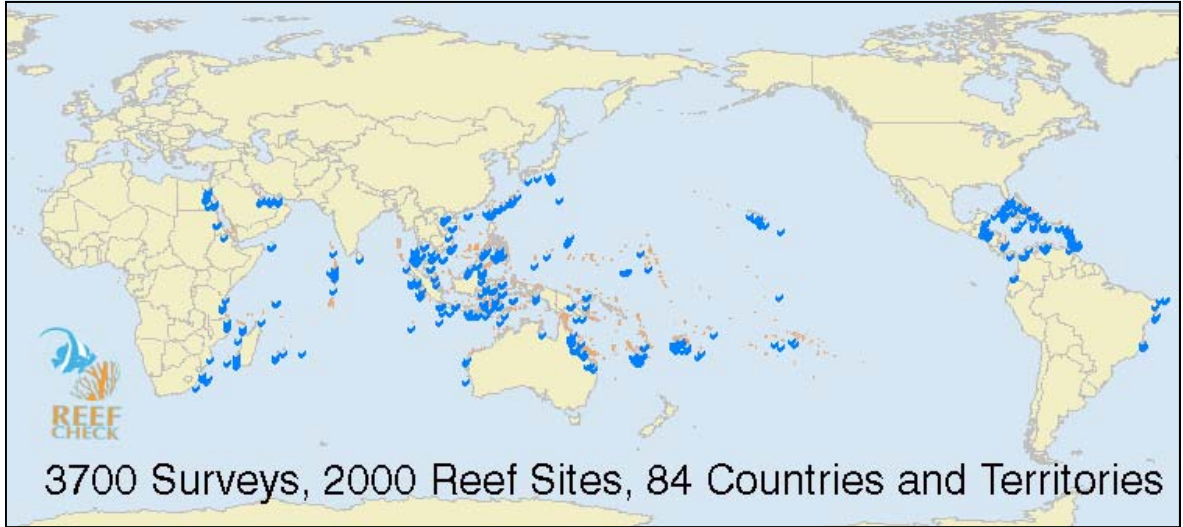 REEF
CHECK
3700 Surveys, 2000 Reef Sites, 84 Countries and Territories